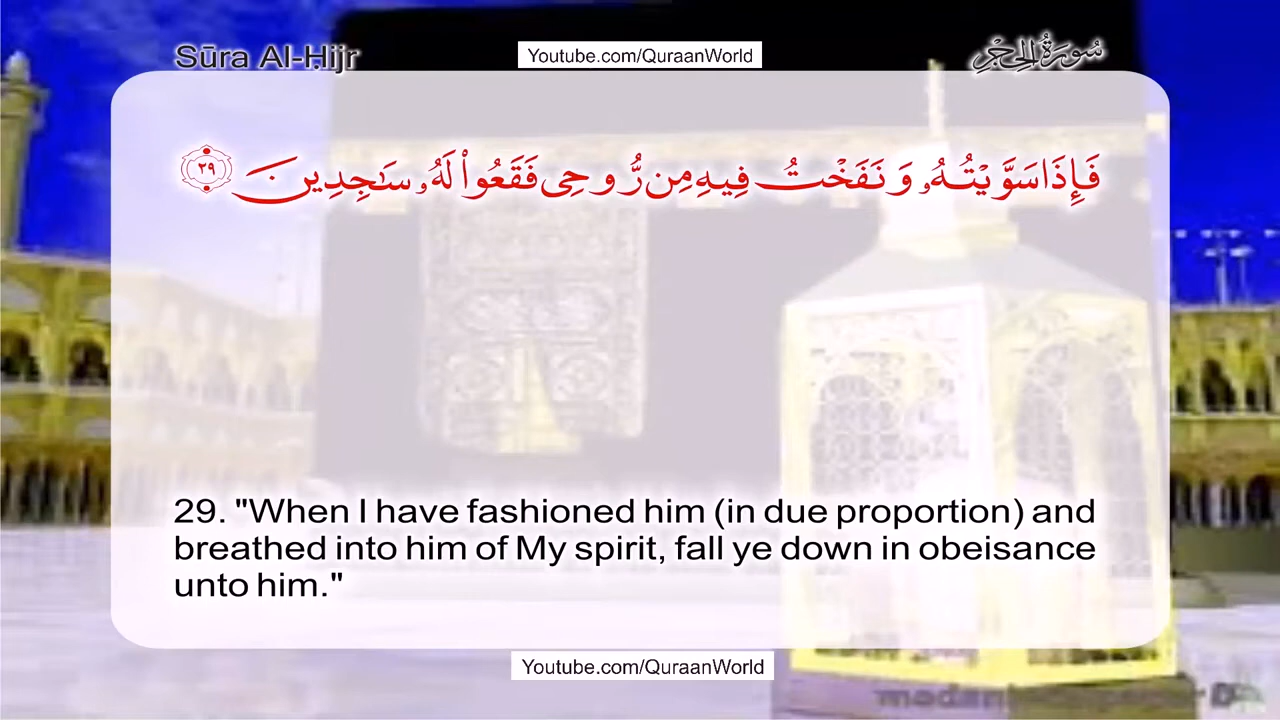 Sūra Al-Ḥijr
Youtube.com/QuraanWorld
سُورَةُ الحِجْرِ
فَإِذَا سَوَّيْتُهُۥ وَنَفَخْتُ فِيهِ مِن رُّوحِى فَقَعُوا۟ لَهُۥ سَـٰجِدِينَ ٢٩
29. "When I have fashioned him (in due proportion) and
breathed into him of My spirit, fall ye down in obeisance
unto him."
Youtube.com/QuraanWorld